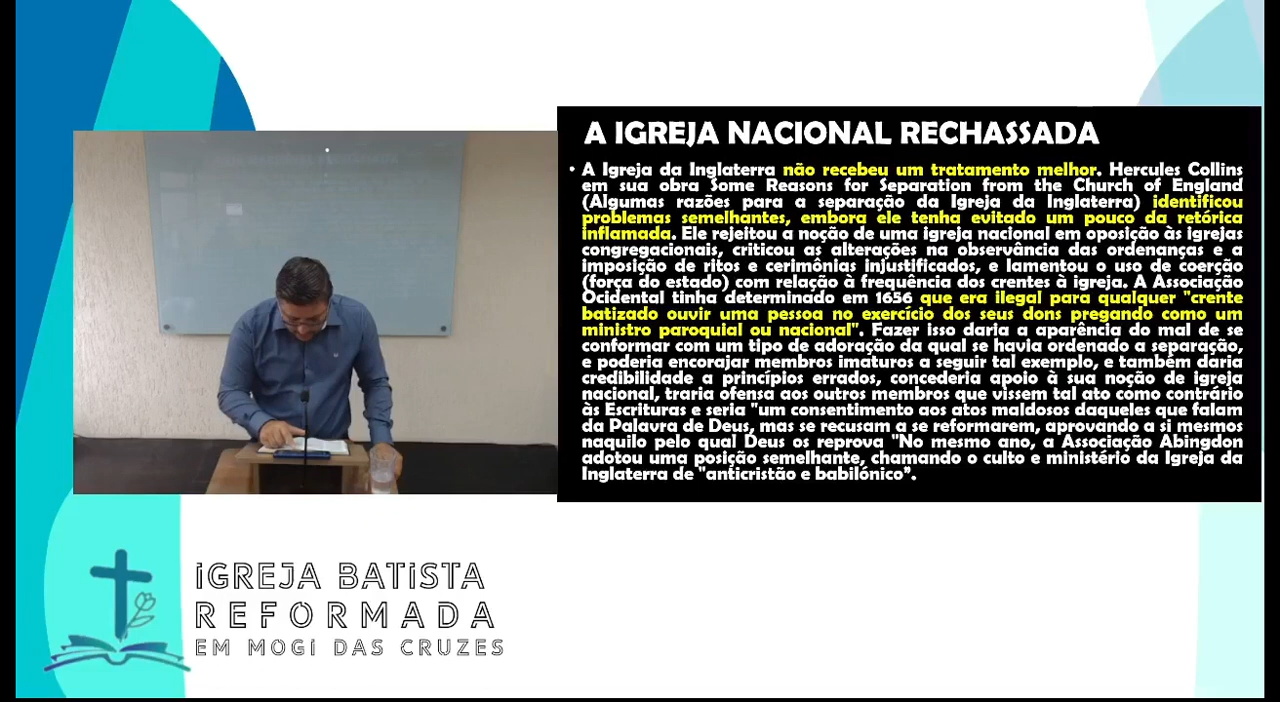 A IGREJA NACIONAL RECHASSADA
• A Igreja da Inglaterra não recebeu um tratamento melhor. Hercules Collins
em sua obra Some Reasons for Separation from the Church of England
(Algumas razões para a separação da Igreja da Inglaterra) identificou
problemas semelhantes, embora ele tenha evitado um pouco da retórica
inflamada. Ele rejeitou a noção de uma igreja nacional em oposição às igrejas
congregacionais, criticou as alterações na observância das ordenanças e a
imposição de ritos e cerimônias injustificados, e lamentou o uso de coerção
(força do estado) com relação à frequência dos crentes à igreja. A Associação
Ocidental tinha determinado em 1656 que era ilegal para qualquer "crente
batizado ouvir uma pessoa no exercício dos seus dons pregando como um
ministro paroquial ou nacional". Fazer isso daria a aparência do mal de se
conformar com um tipo de adoração da qual se havia ordenado a separação,
e poderia encorajar membros imaturos a seguir tal exemplo, e também daria
credibilidade a princípios errados, concederia apoio à sua noção de igreja
nacional, traria ofensa aos outros membros que vissem tal ato como contrário
às Escrituras e seria "um consentimento aos atos maldosos daqueles que falam
da Palavra de Deus, mas se recusam a se reformarem, aprovando a si mesmos
naquilo pelo qual Deus os reprova "No mesmo ano, a Associação Abingdon
adotou uma posição semelhante, chamando o culto e ministério da Igreja da
Inglaterra de "anticristão e babilónico".
IGREJA BATISTA
REFORMADA
EM MOGI DAS CRUZES